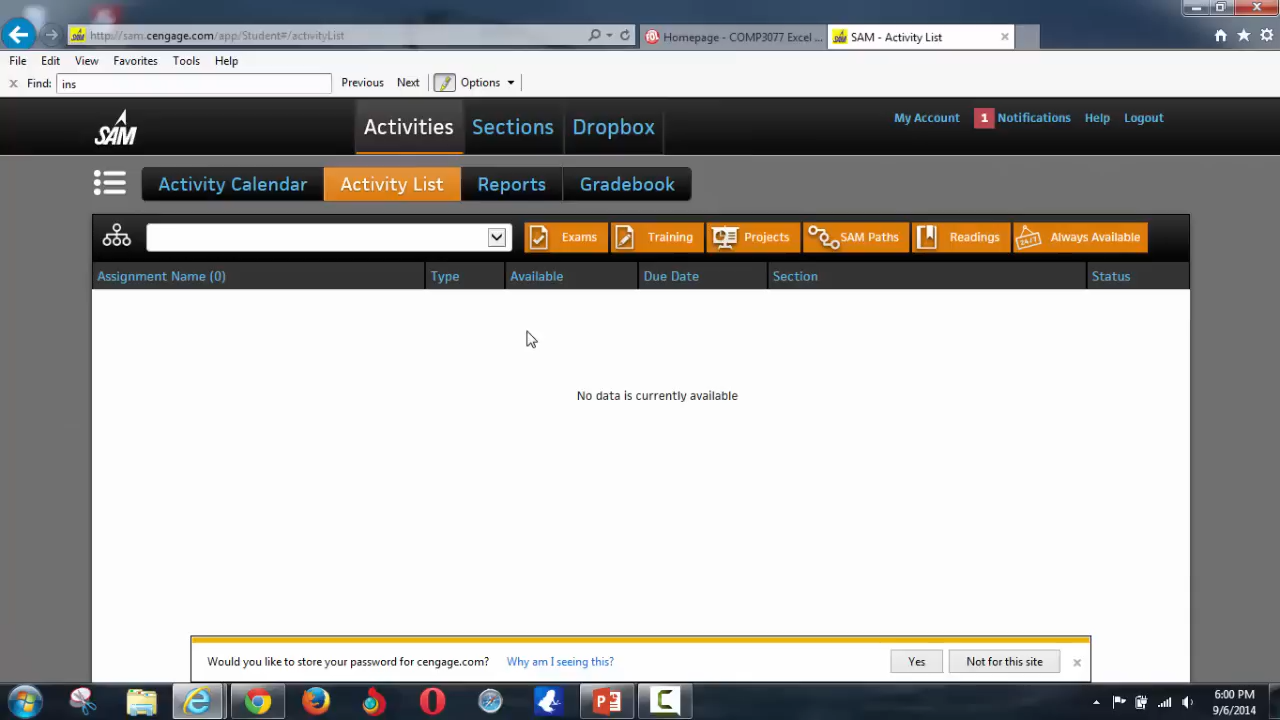 http://sam.cengage.com/app/Student#/activityList
Homepage - COMP3077 Excel ...
SAM - Activity List
File Edit View Favorites Tools Help
Find: ins Previous Next Options
SAM
Activities Sections Dropbox
My Account 1 Notifications Help Logout
Activity Calendar Activity List Reports Gradebook
Exams Training Projects SAM Paths Readings 24/7 Always Available
Assignment Name (0) Type Available Due Date Section Status
No data is currently available
Would you like to store your password for cengage.com? Why am I seeing this? Yes Not for this site
6:00 PM
9/6/2014